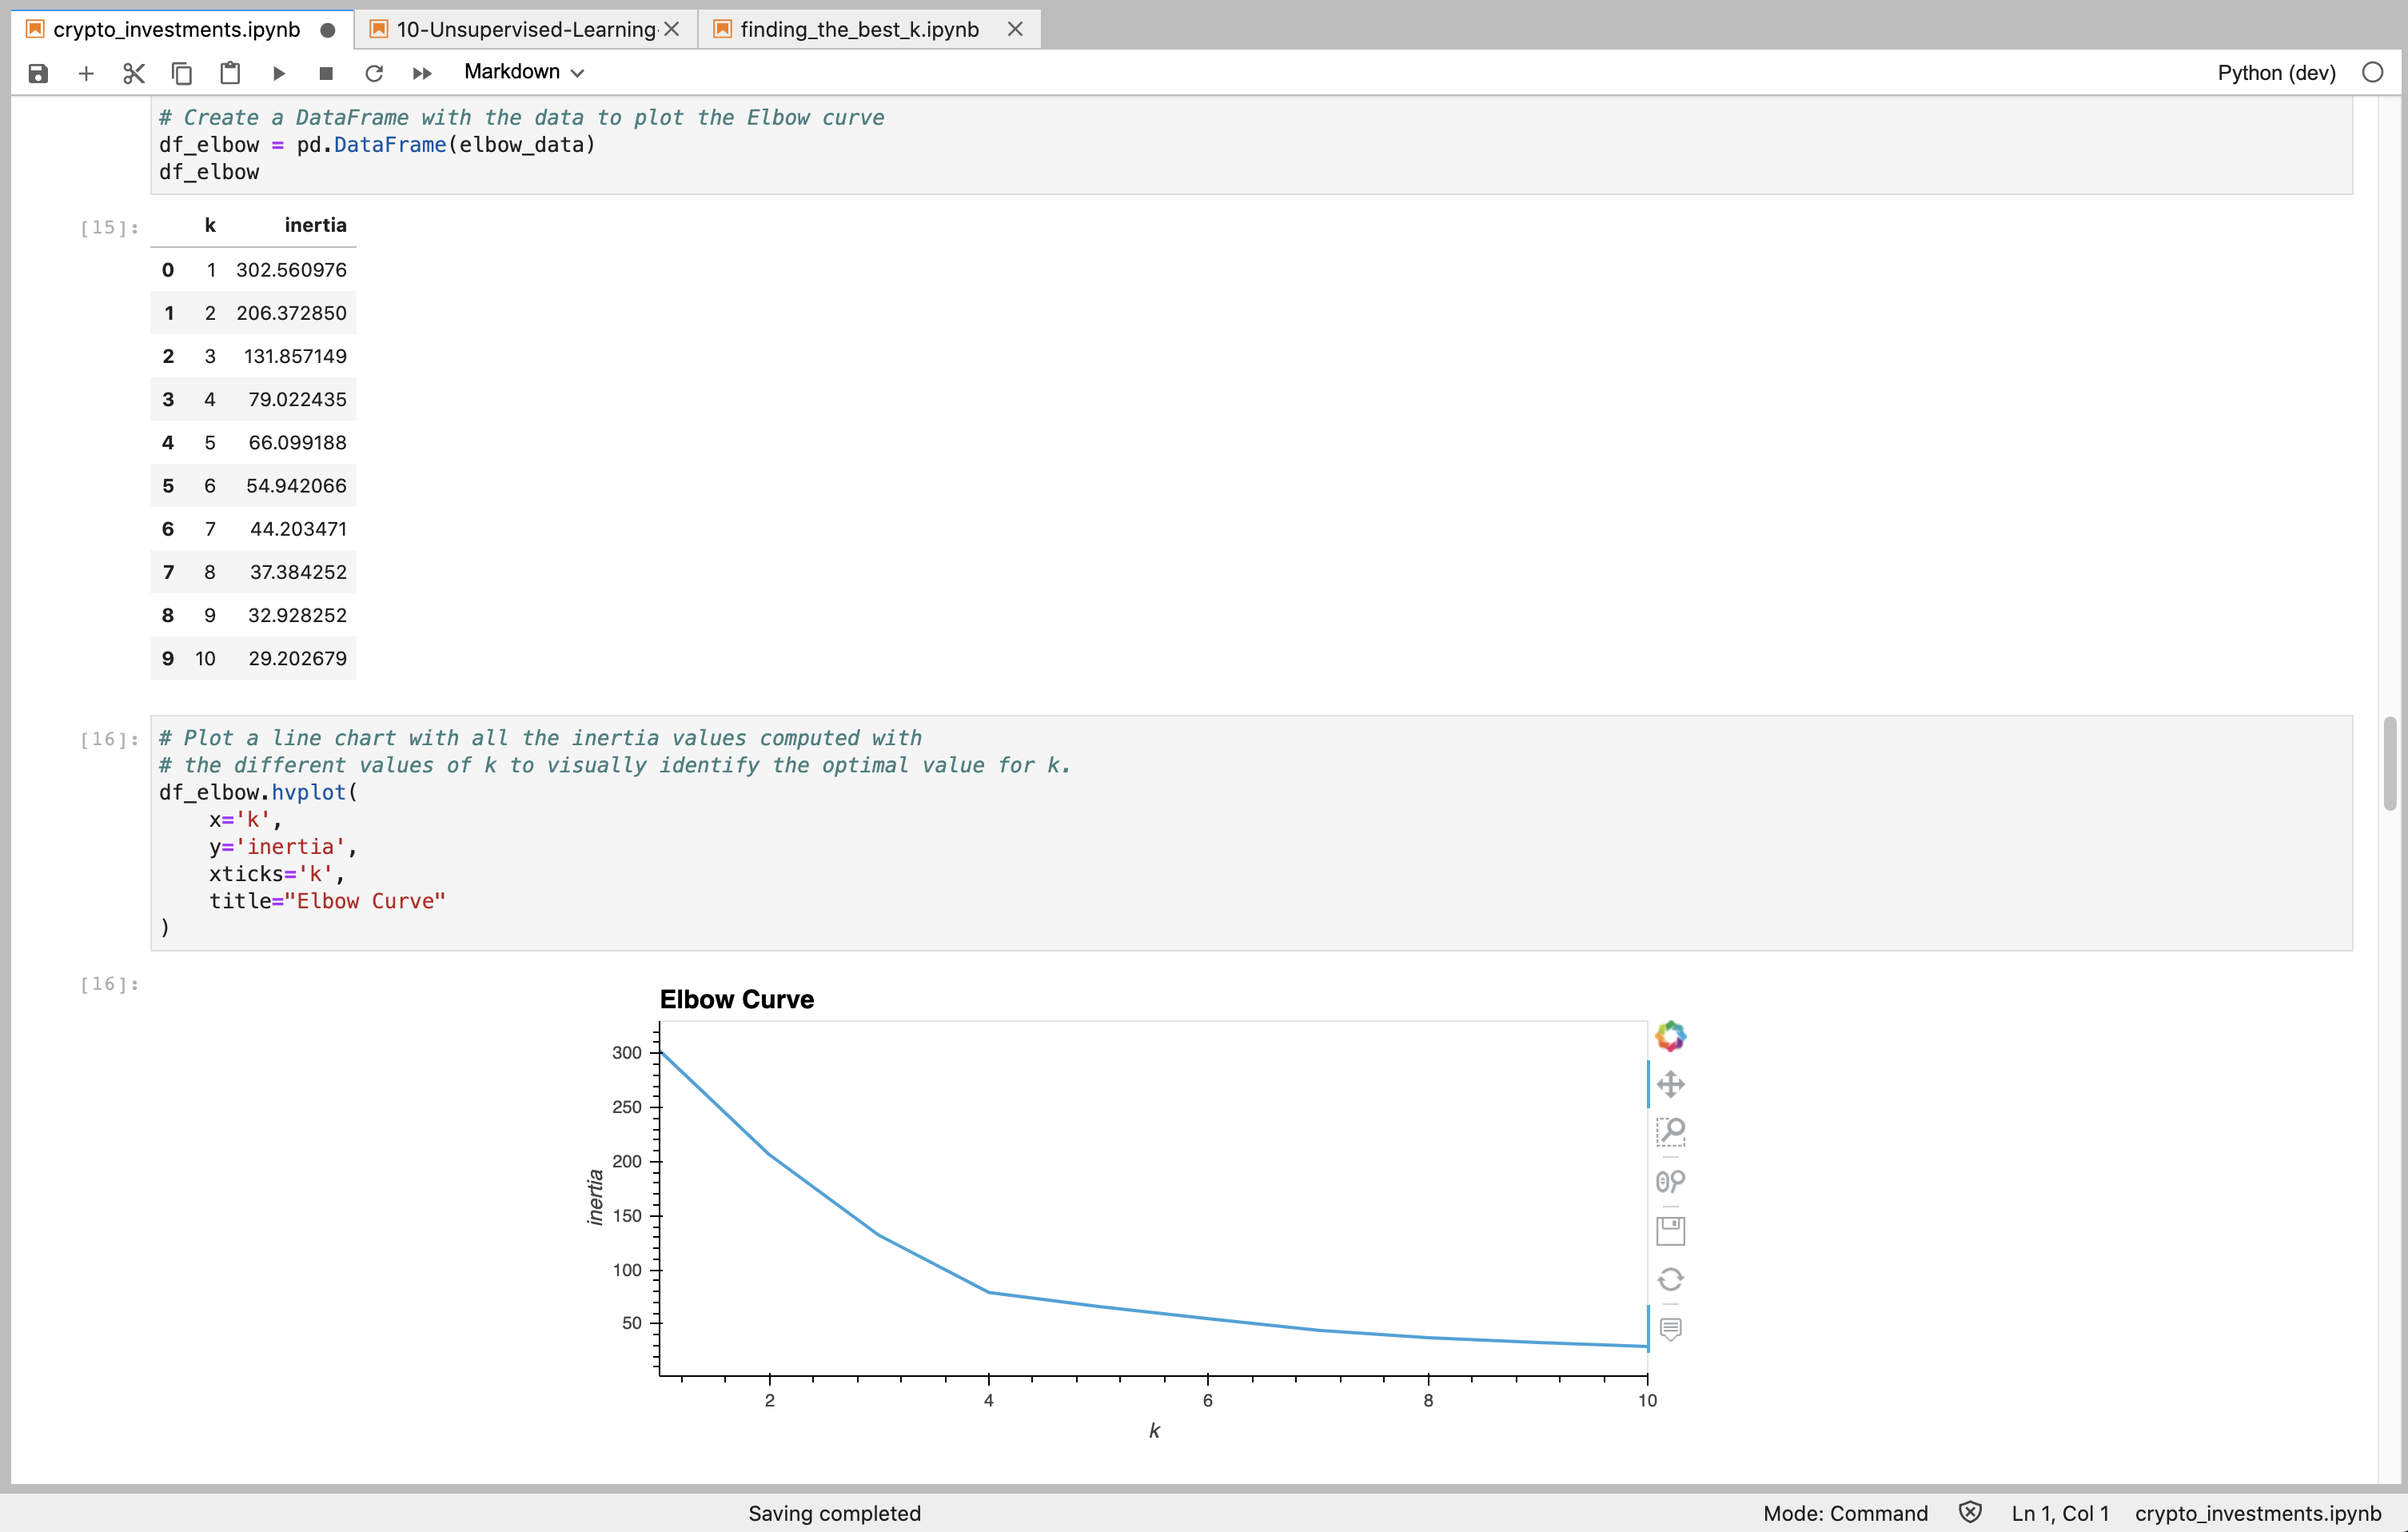 crypto_investments.ipynb
10-Unsupervised-Learning-
finding_the_best_k.ipynb
Markdown
Python (dev)
# Create a DataFrame with the data to plot the Elbow curve
df_elbow = pd.DataFrame(elbow_data)
df_elbow
[15]:
k inertia
0 1 302.560976
1 2 206.372850
2 3 131.857149
3 4 79.022435
4 5 66.099188
5 6 54.942066
6 7 44.203471
7 8 37.384252
8 9 32.928252
9 10 29.202679
[16]:
# Plot a line chart with all the inertia values computed with
# the different values of k to visually identify the optimal value for k.
df_elbow.hvplot(
    x='k',
    y='inertia',
    xticks='k',
    title="Elbow Curve"
)
[16]:
Elbow Curve
300
250
200
150
100
50
inertia
2 4 6 8 10
k
Saving completed
Mode: Command
Ln 1, Col 1
crypto_investments.ipynb